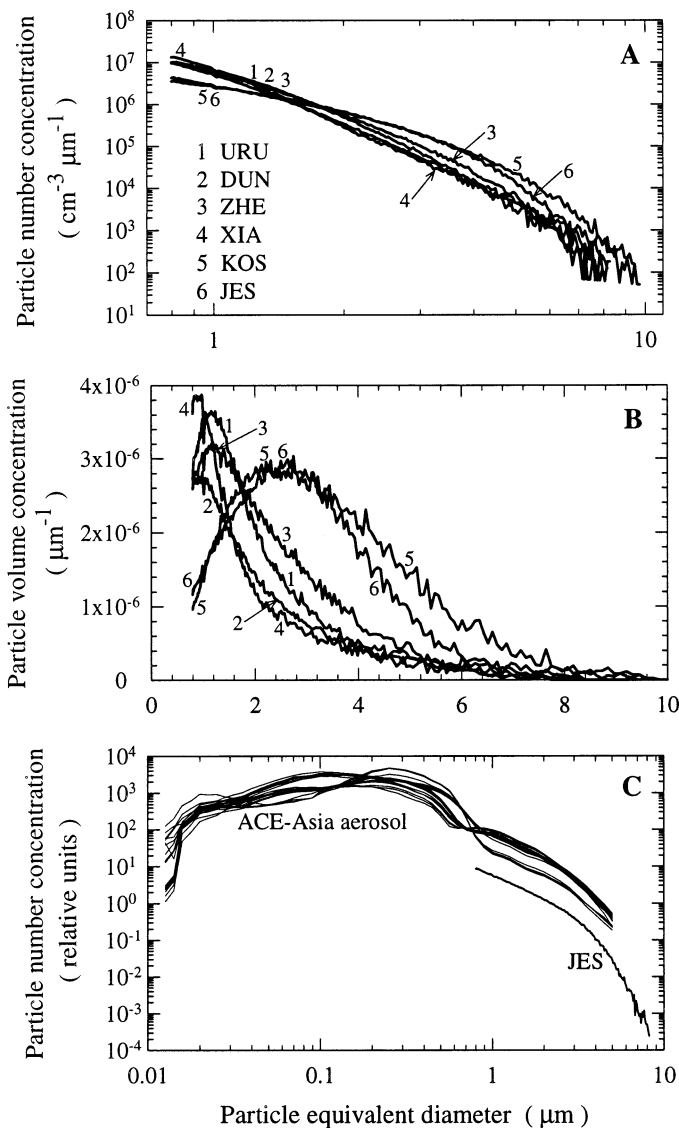 A
10^8
10^7
10^6
10^5
10^4
10^3
10^2
10^1
Particle number concentration
( cm^-3 μm^-1 )
4
1 2 3
5 6
3
5
6
4
1 URU
2 DUN
3 ZHE
4 XIA
5 KOS
6 JES
1
10
B
4x10^-6
3x10^-6
2x10^-6
1x10^-6
0
Particle volume concentration
( μm^-1 )
4
1
3
5 6
2
3
5
6
1
6
5
2
4
0 2 4 6 8 10
C
10^4
10^3
10^2
10^1
10^0
10^-1
10^-2
10^-3
10^-4
Particle number concentration
( relative units )
ACE-Asia aerosol
JES
0.01 0.1 1 10
Particle equivalent diameter ( μm )